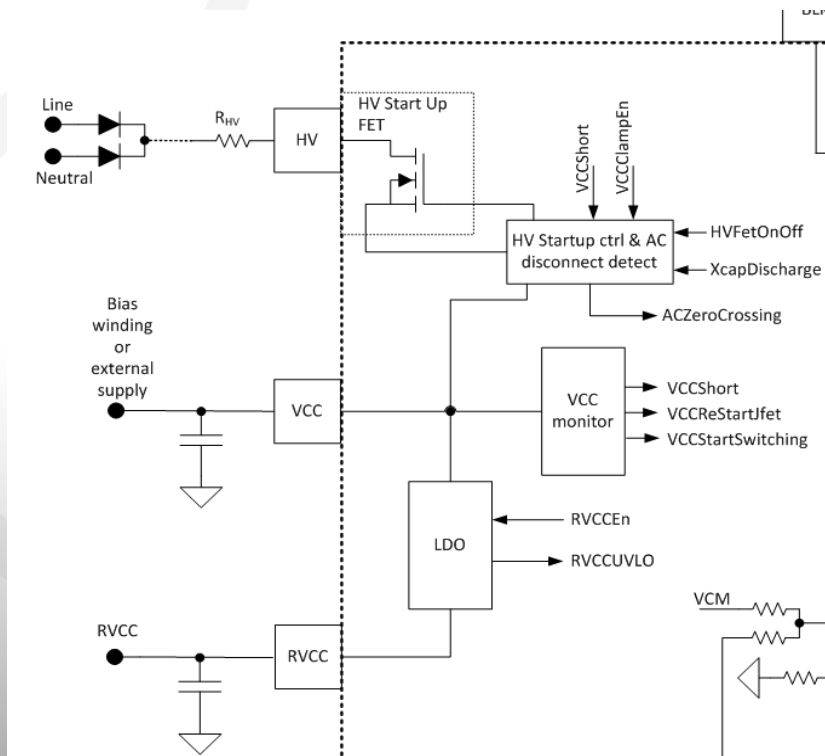 Line
Neutral
R_HV
HV
HV Start Up
FET
VCCShort
VCCClampEn
HV Startup ctrl & AC
disconnect detect
HVFetOnOff
XcapDischarge
ACZeroCrossing
Bias
winding
or
external
supply
VCC
VCC
monitor
VCCShort
VCCReStartJfet
VCCStartSwitching
LDO
RVCCEn
RVCCUVLO
VCM
RVCC
RVCC